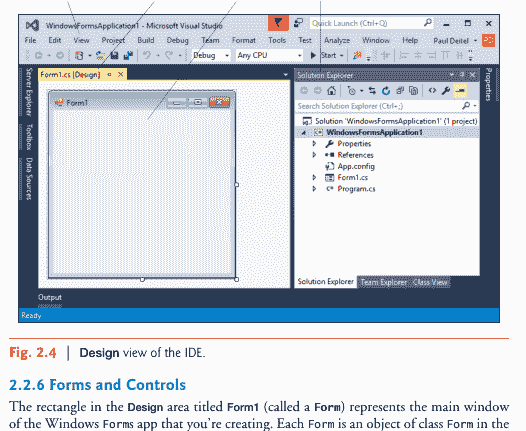 WindowsFormsApplication1 - Microsoft Visual Studio
Quick Launch (Ctrl+Q)
File Edit View Project Build Debug Team Format Tools Test Analyze Window Help Paul Deitel
Debug Any CPU Start
Server Explorer
Toolbox
Data Sources
Form1.cs [Design]
Form1
Solution Explorer
Search Solution Explorer (Ctrl+;)
Solution 'WindowsFormsApplication1' (1 project)
WindowsFormsApplication1
Properties
References
App.config
Form1.cs
C# Program.cs
Solution Explorer Team Explorer Class View
Properties
Output
Ready
Fig. 2.4 | Design view of the IDE.
2.2.6 Forms and Controls
The rectangle in the Design area titled Form1 (called a Form) represents the main window
of the Windows Forms app that you're creating. Each Form is an object of class Form in the